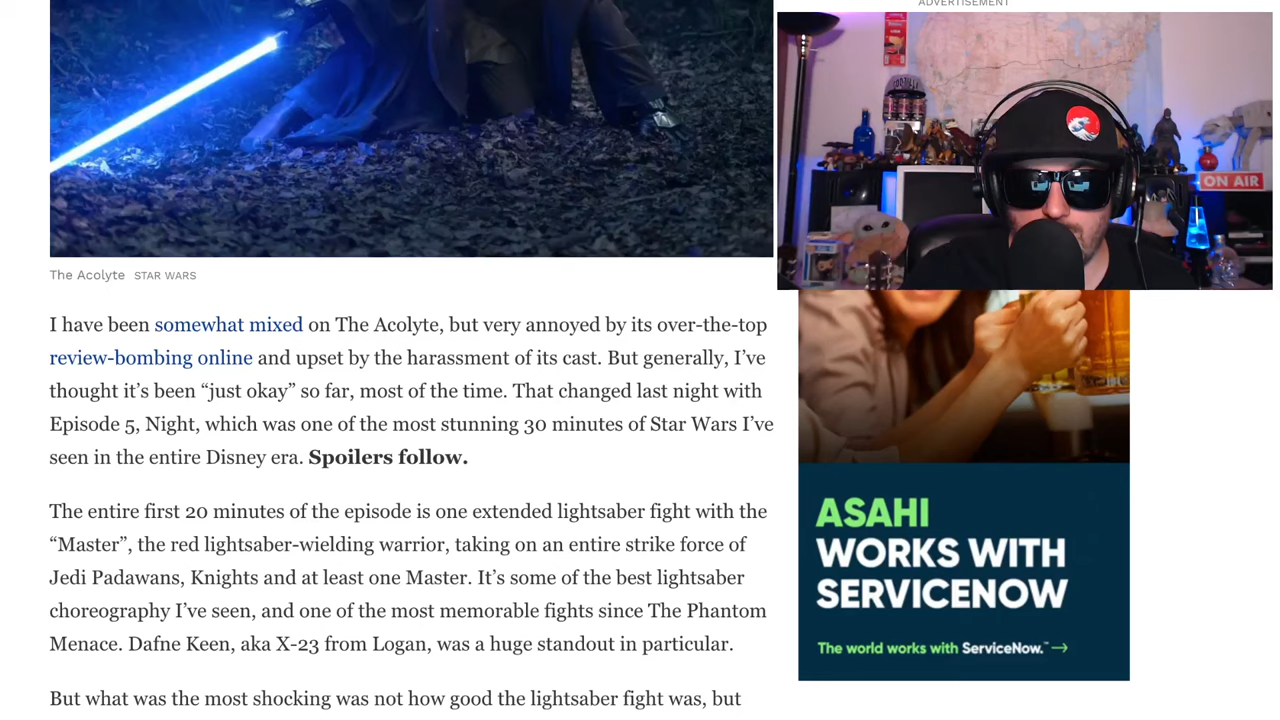 ADVERTISEMENT
ON AIR
The Acolyte STAR WARS
I have been somewhat mixed on The Acolyte, but very annoyed by its over-the-top
review-bombing online and upset by the harassment of its cast. But generally, I’ve
thought it’s been “just okay” so far, most of the time. That changed last night with
Episode 5, Night, which was one of the most stunning 30 minutes of Star Wars I’ve
seen in the entire Disney era. Spoilers follow.
The entire first 20 minutes of the episode is one extended lightsaber fight with the
“Master”, the red lightsaber-wielding warrior, taking on an entire strike force of
Jedi Padawans, Knights and at least one Master. It’s some of the best lightsaber
choreography I’ve seen, and one of the most memorable fights since The Phantom
Menace. Dafne Keen, aka X-23 from Logan, was a huge standout in particular.
But what was the most shocking was not how good the lightsaber fight was, but
ASAHI
WORKS WITH
SERVICENOW
The world works with ServiceNow.™ →